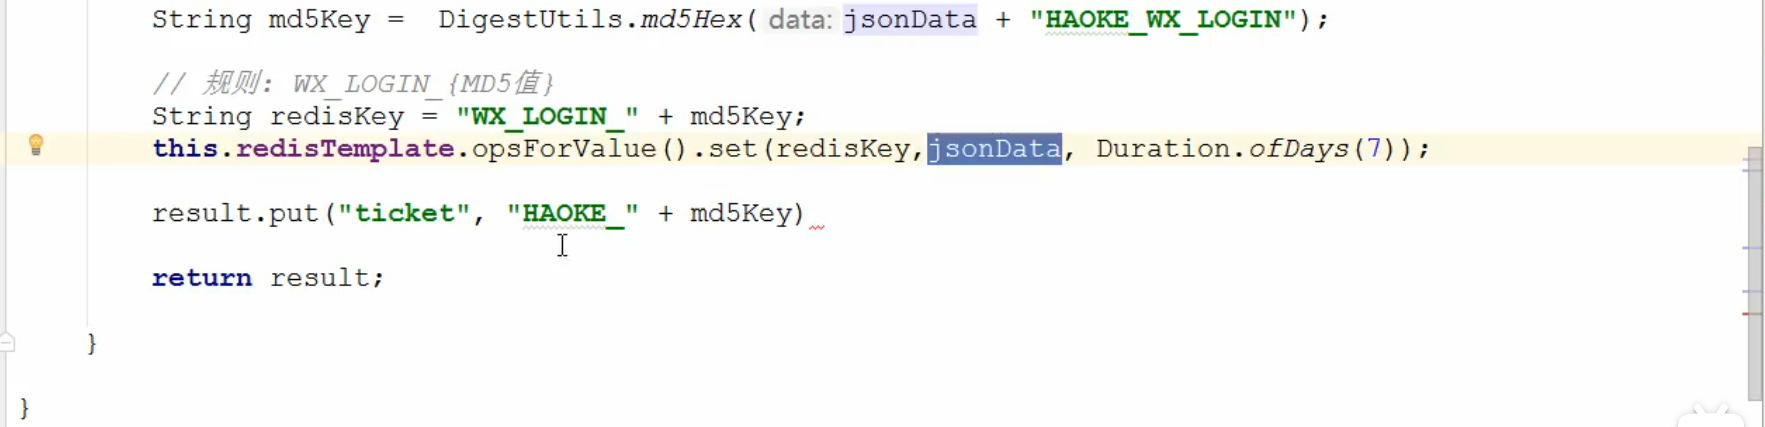 String md5Key =  DigestUtils.md5Hex( data: jsonData + "HAOKE_WX_LOGIN");
// 规则: WX_LOGIN_{MD5值}
String redisKey = "WX_LOGIN_" + md5Key;
this.redisTemplate.opsForValue().set(redisKey,jsonData, Duration.ofDays(7));
result.put("ticket", "HAOKE_" + md5Key)
return result;
}
}